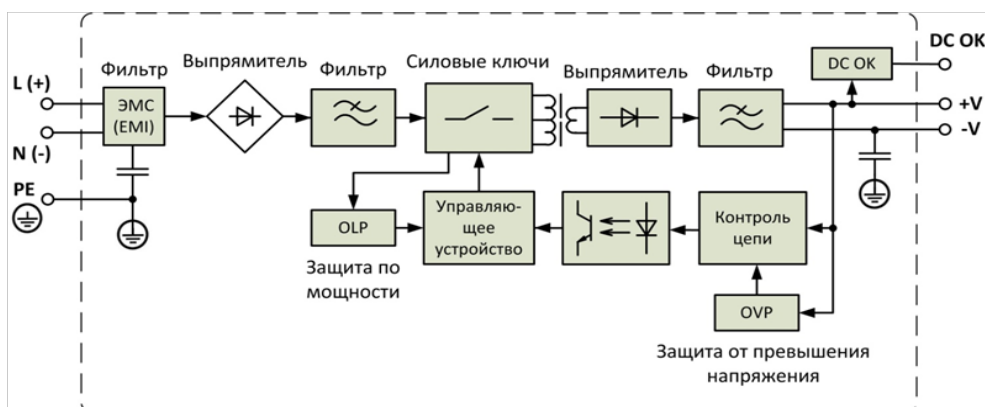 DC OK
DC OK
Фильтр
Выпрямитель
Фильтр
Силовые ключи
Выпрямитель
Фильтр
L (+)
ЭМС
(EMI)
+V
-V
N (-)
PE
OLP
Управляю-
щее
устройство
Контроль
цепи
Защита по
мощности
OVP
Защита от превышения
напряжения